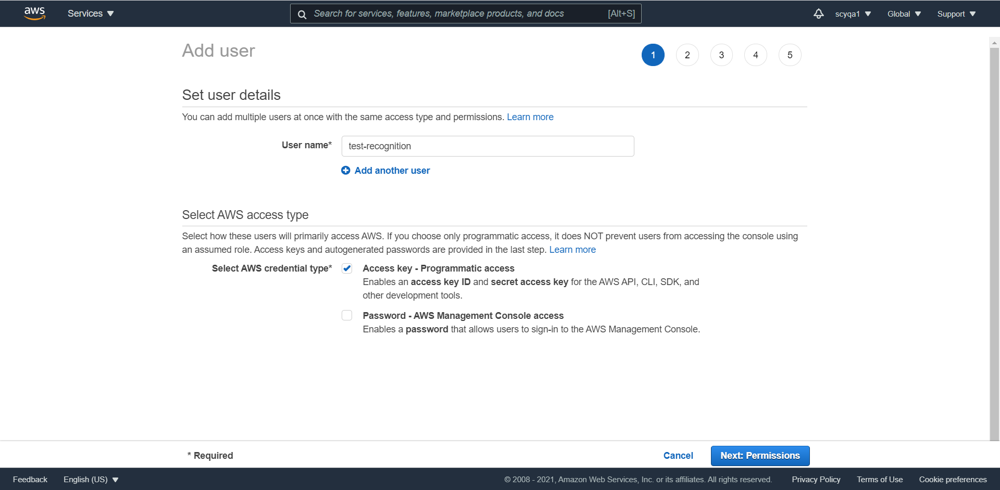 aws Services Search for services, features, marketplace products, and docs [Alt+S] scyqa1 Global Support
Add user 1 2 3 4 5
Set user details
You can add multiple users at once with the same access type and permissions. Learn more
User name* test-recognition
Add another user
Select AWS access type
Select how these users will primarily access AWS. If you choose only programmatic access, it does NOT prevent users from accessing the console using
an assumed role. Access keys and autogenerated passwords are provided in the last step. Learn more
Select AWS credential type* Access key - Programmatic access
Enables an access key ID and secret access key for the AWS API, CLI, SDK, and
other development tools.
Password - AWS Management Console access
Enables a password that allows users to sign-in to the AWS Management Console.
* Required Cancel Next: Permissions
Feedback English (US) © 2008 - 2021, Amazon Web Services, Inc. or its affiliates. All rights reserved. Privacy Policy Terms of Use Cookie preferences